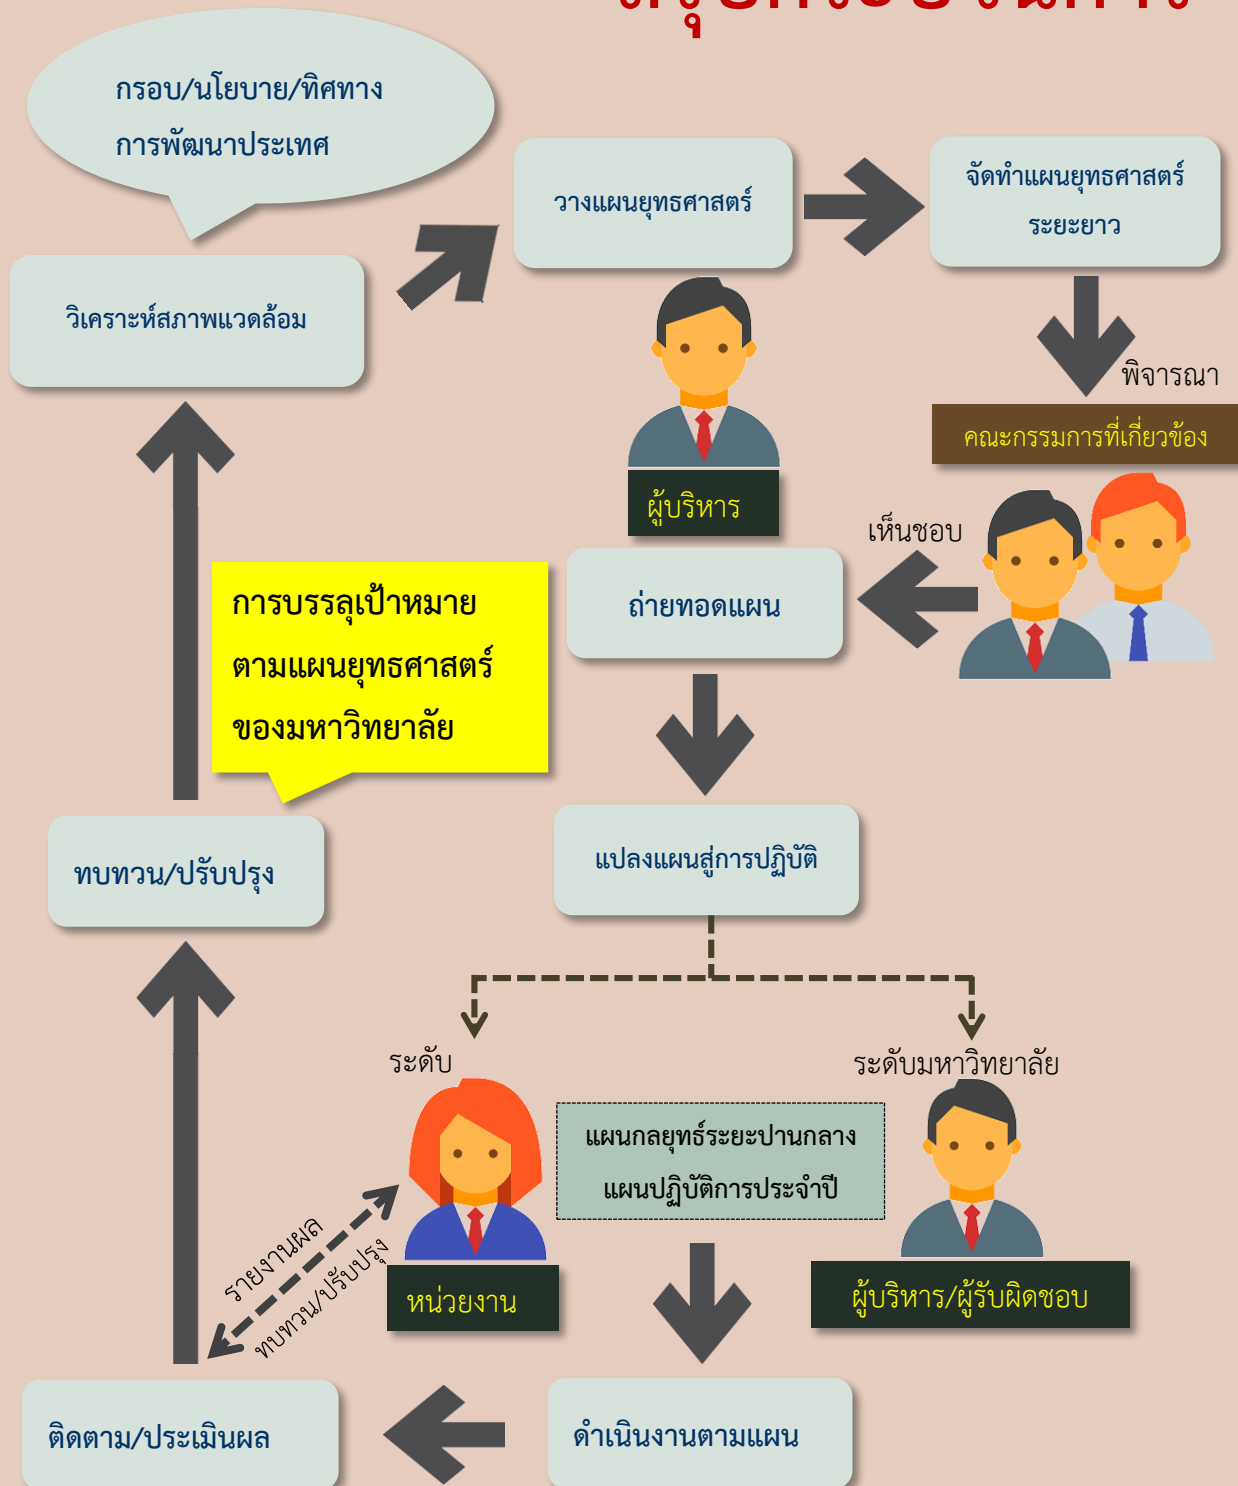 สรุปกระบวนการ
กรอบ/นโยบาย/ทิศทาง
การพัฒนาประเทศ
วิเคราะห์สภาพแวดล้อม
วางแผนยุทธศาสตร์
จัดทำแผนยุทธศาสตร์
ระยะยาว
พิจารณา
คณะกรรมการที่เกี่ยวข้อง
ผู้บริหาร
เห็นชอบ
ถ่ายทอดแผน
การบรรลุเป้าหมาย
ตามแผนยุทธศาสตร์
ของมหาวิทยาลัย
แปลงแผนสู่การปฏิบัติ
ทบทวน/ปรับปรุง
ระดับ
ระดับมหาวิทยาลัย
แผนกลยุทธ์ระยะปานกลาง
แผนปฏิบัติการประจำปี
รายงานผล
ทบทวน/ปรับปรุง
หน่วยงาน
ผู้บริหาร/ผู้รับผิดชอบ
ติดตาม/ประเมินผล
ดำเนินงานตามแผน